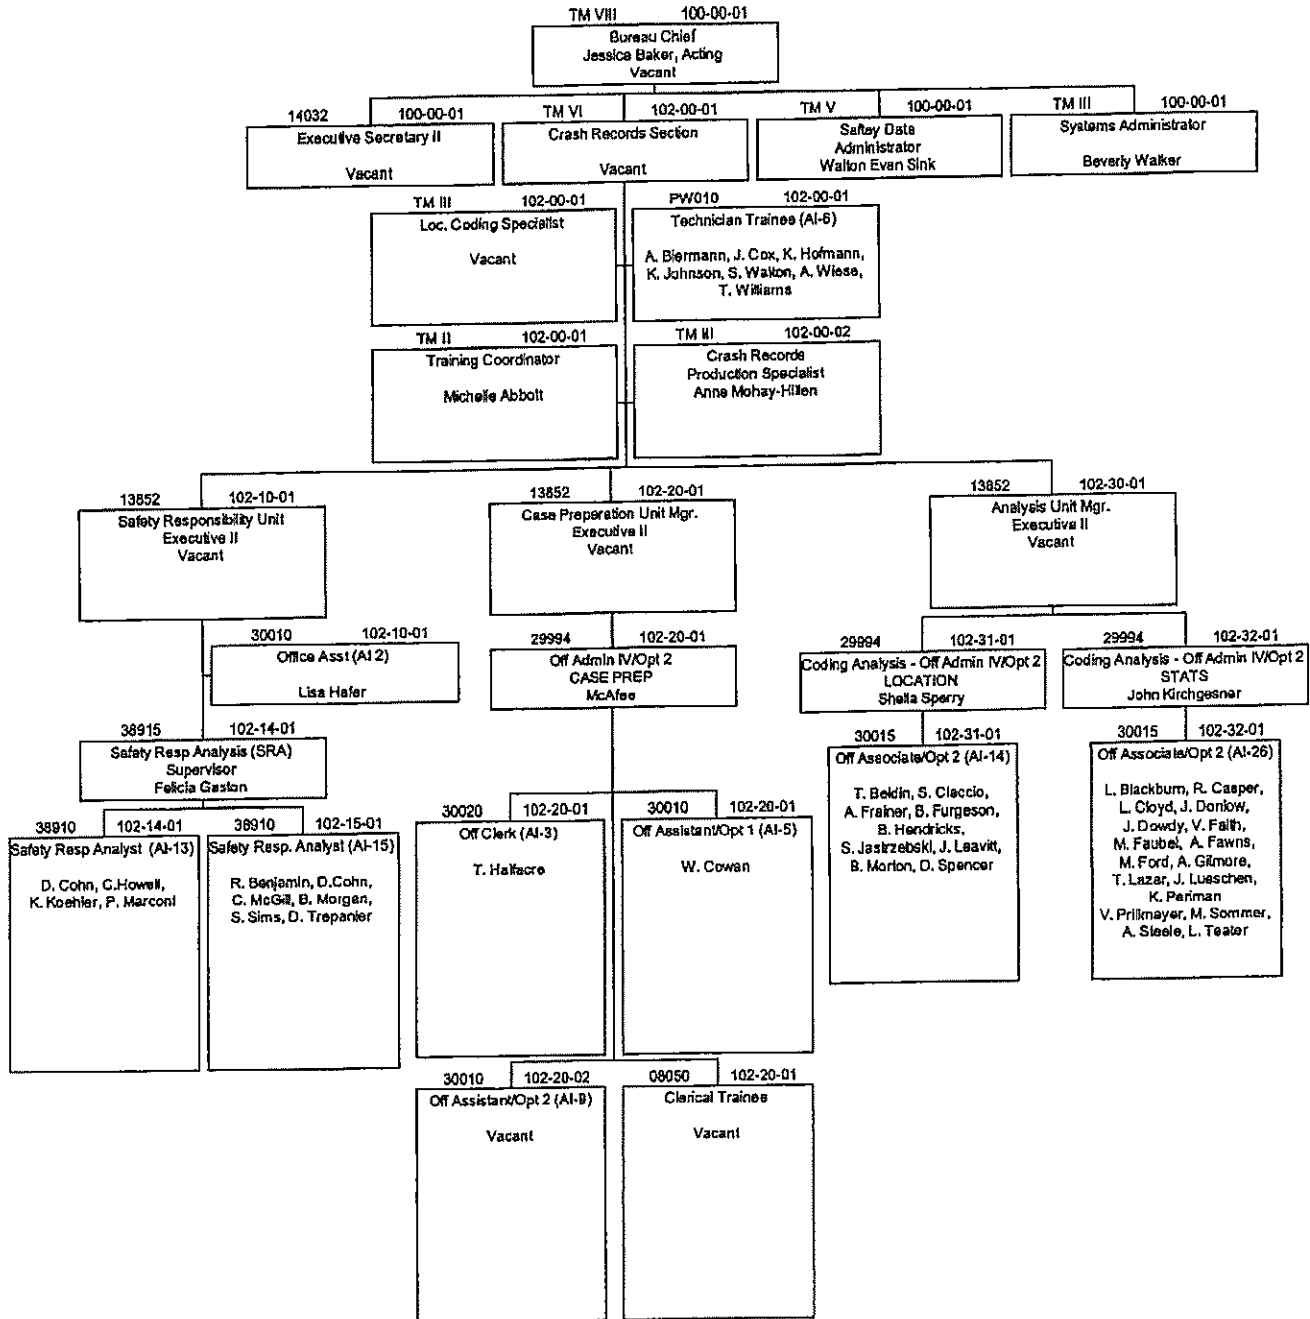 TM VIII 100-00-01
Bureau Chief
Jessica Baker, Acting
Vacant
14032 100-00-01
Executive Secretary II
Vacant
TM VI 102-00-01
Crash Records Section
Vacant
TM V 100-00-01
Saftey Data
Administrator
Walton Evan Sink
TM III 100-00-01
Systems Administrator
Beverly Walker
TM III 102-00-01
Loc. Coding Specialist
Vacant
PW010 102-00-01
Technician Trainee (AI-6)
A. Biermann, J. Cox, K. Hofmann,
K. Johnson, S. Walton, A. Wiese,
T. Williams
TM II 102-00-01
Training Coordinator
Michelle Abbott
TM III 102-00-02
Crash Records
Production Specialist
Anne Mohay-Hillen
13852 102-10-01
Safety Responsibility Unit
Executive II
Vacant
13852 102-20-01
Case Preparation Unit Mgr.
Executive II
Vacant
13852 102-30-01
Analysis Unit Mgr.
Executive II
Vacant
30010 102-10-01
Office Asst (AI 2)
Lisa Hafer
29994 102-20-01
Off Admin IV/Opt 2
CASE PREP
McAfee
29994 102-31-01
Coding Analysis - Off Admin IV/Opt 2
LOCATION
Sheila Sperry
29994 102-32-01
Coding Analysis - Off Admin IV/Opt 2
STATS
John Kirchgesner
38915 102-14-01
Safety Resp Analysis (SRA)
Supervisor
Felicia Gaston
38910 102-14-01
Safety Resp Analyst (AI-13)
D. Cohn, C.Howell,
K. Koehler, P. Marconi
38910 102-15-01
Safety Resp. Analyst (AI-15)
R. Benjamin, D.Cohn,
C. McGill, B. Morgan,
S. Sims, D. Trepanier
30020 102-20-01
Off Clerk (AI-3)
T. Halfacre
30010 102-20-01
Off Assistant/Opt 1 (AI-5)
W. Cowan
30015 102-31-01
Off Associate/Opt 2 (AI-14)
T. Beldin, S. Ciaccio,
A. Frainer, B. Furgeson,
B. Hendricks,
S. Jastrzebski, J. Leavitt,
B. Morton, D. Spencer
30015 102-32-01
Off Associate/Opt 2 (AI-26)
L. Blackburn, R. Casper,
L. Cloyd, J. Donlow,
J. Dowdy, V. Faith,
M. Faubel, A. Fawns,
M. Ford, A. Gilmore,
T. Lazar, J. Lueschen,
K. Periman
V. Prillmayer, M. Sommer,
A. Steele, L. Teater
30010 102-20-02
Off Assistant/Opt 2 (AI-9)
Vacant
08050 102-20-01
Clerical Trainee
Vacant